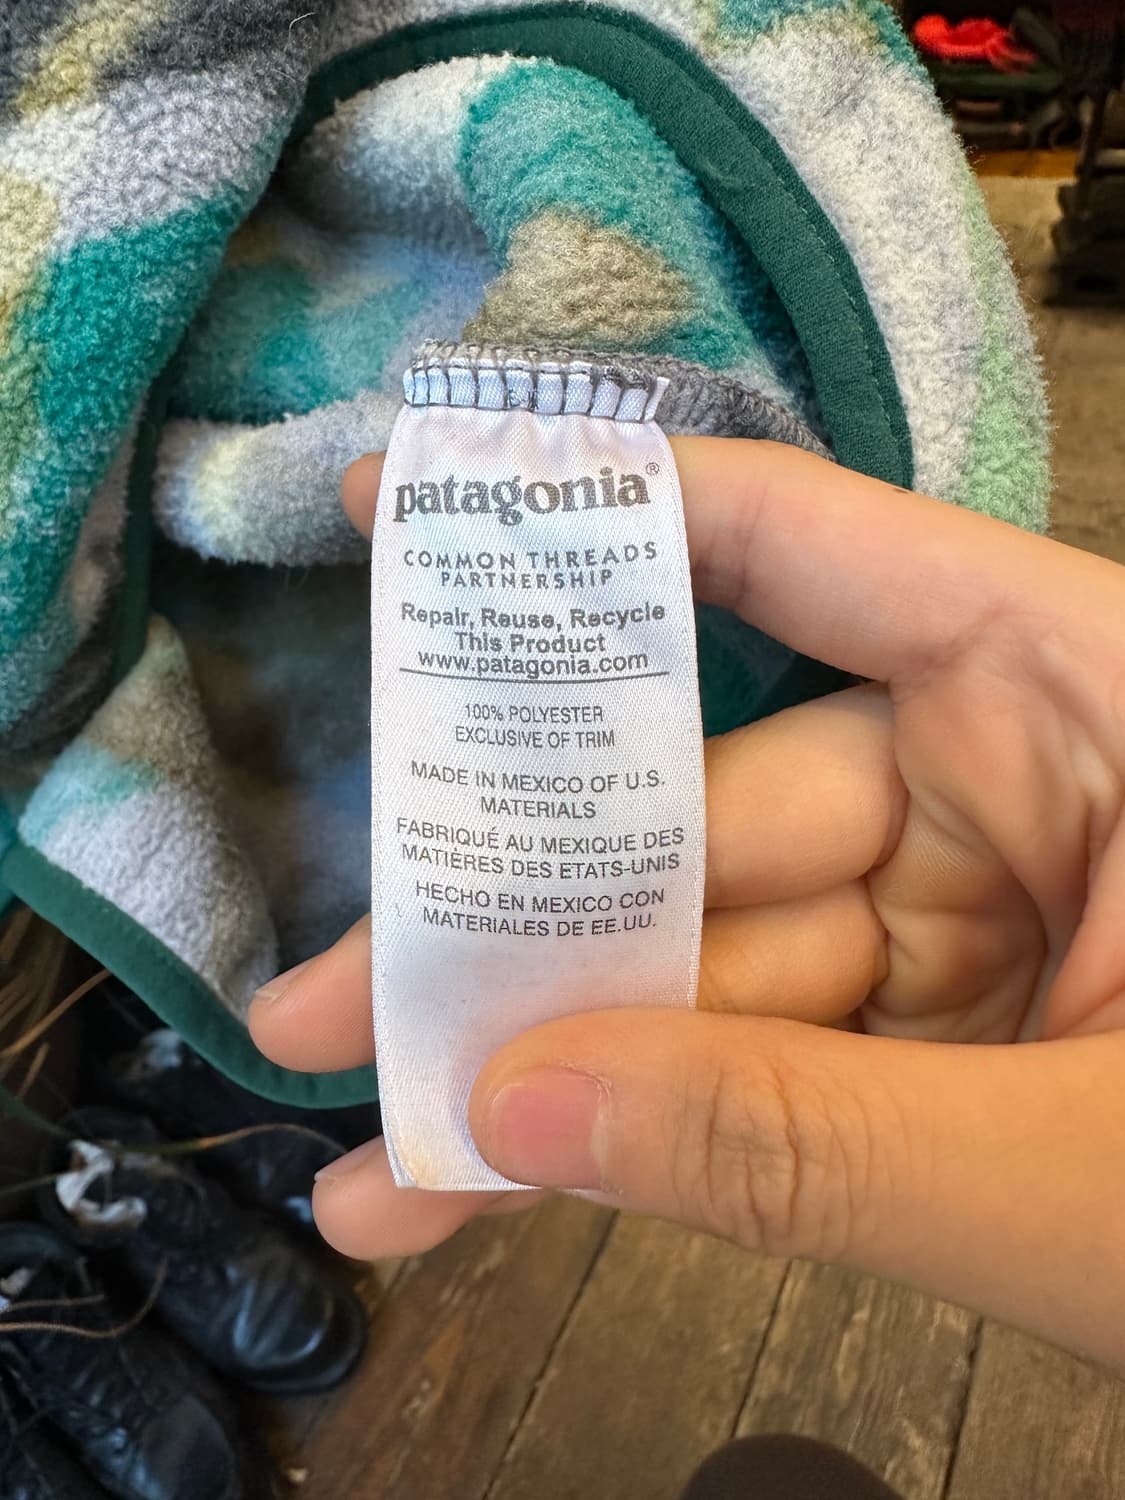 patagonia®
COMMON THREADS
PARTNERSHIP
Repair, Reuse, Recycle
This Product
www.patagonia.com
100% POLYESTER
EXCLUSIVE OF TRIM
MADE IN MEXICO OF U.S.
MATERIALS
FABRIQUÉ AU MEXIQUE DES
MATIÈRES DES ETATS-UNIS
HECHO EN MEXICO CON
MATERIALES DE EE.UU.